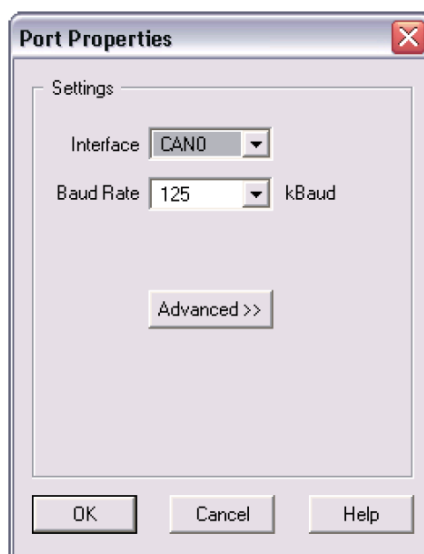 Port Properties
Settings
Interface CAN0
Baud Rate 125 kBaud
Advanced >>
OK Cancel Help